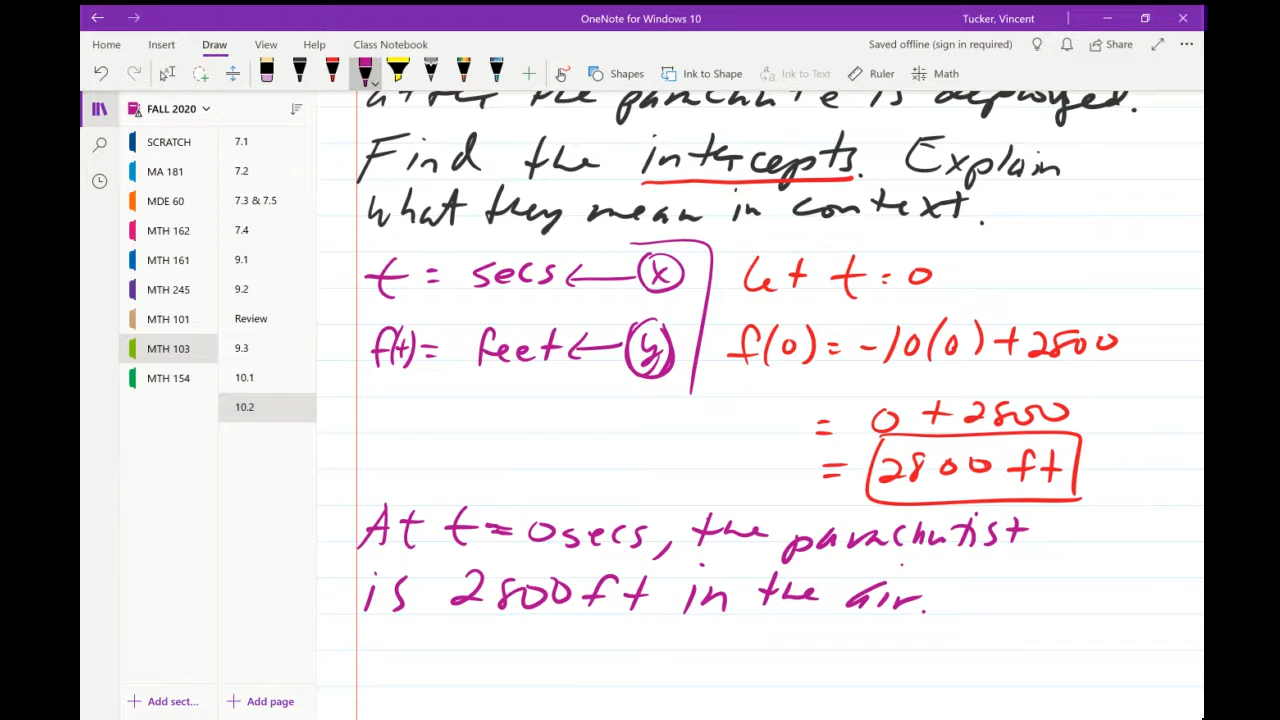 OneNote for Windows 10
Tucker, Vincent
Home Insert Draw View Help Class Notebook
Saved offline (sign in required)
Share
Shapes Ink to Shape Ink to Text Ruler Math
FALL 2020
SCRATCH
MA 181
MDE 60
MTH 162
MTH 161
MTH 245
MTH 101
MTH 103
MTH 154
Add sect...
7.1
7.2
7.3 & 7.5
7.4
9.1
9.2
Review
9.3
10.1
10.2
Add page
after the parachute is deployed.
Find the intercepts. Explain
what they mean in context.
t = secs ← x
f(t) = feet ← y
let t = 0
f(0) = -10(0) + 2800
= 0 + 2800
= 2800 ft
At t = 0 secs, the parachutist
is 2800 ft in the air.